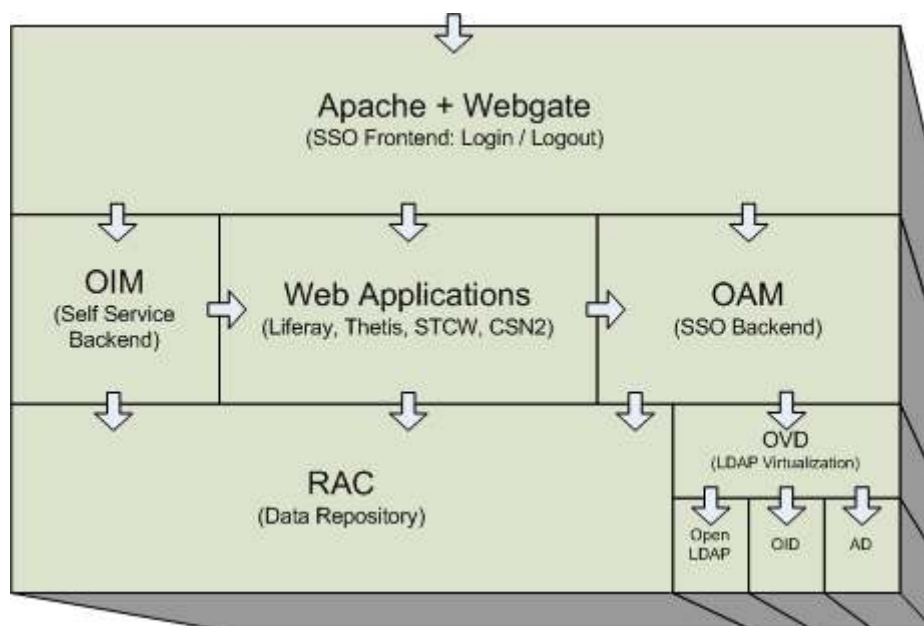 Apache + Webgate
(SSO Frontend: Login / Logout)
OIM
(Self Service
Backend)
Web Applications
(Liferay, Thetis, STCW, CSN2)
OAM
(SSO Backend)
RAC
(Data Repository)
OVD
(LDAP Virtualization)
Open
LDAP
OID
AD